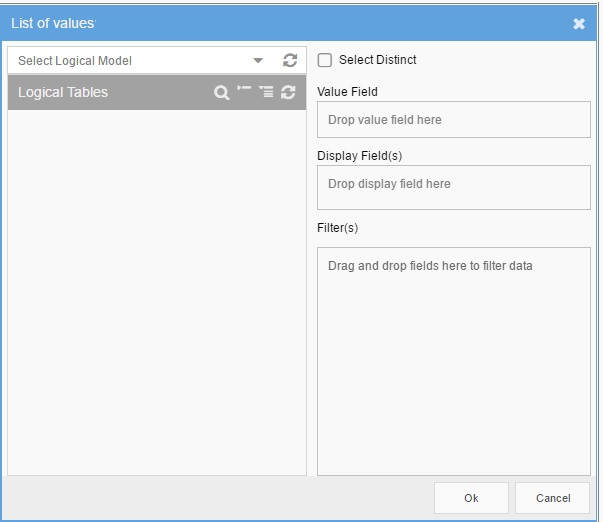 List of values
Select Logical Model
Logical Tables
Select Distinct
Value Field
Drop value field here
Display Field(s)
Drop display field here
Filter(s)
Drag and drop fields here to filter data
Ok
Cancel